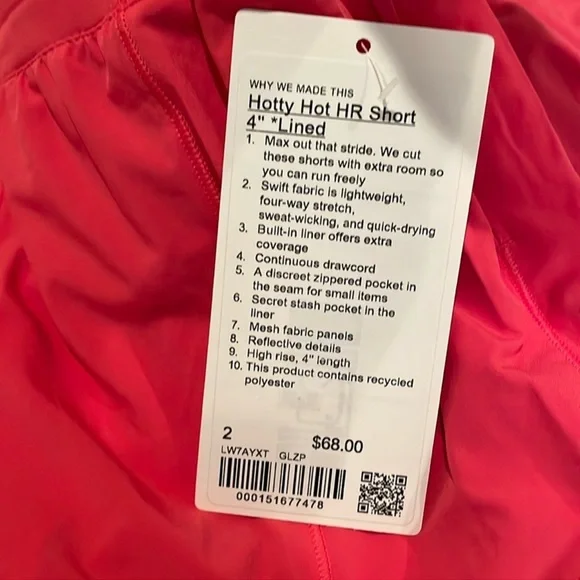 WHY WE MADE THIS
Hotty Hot HR Short
4" *Lined
1. Max out that stride. We cut
these shorts with extra room so
you can run freely
2. Swift fabric is lightweight,
four-way stretch,
sweat-wicking, and quick-drying
3. Built-in liner offers extra
coverage
4. Continuous drawcord
5. A discreet zippered pocket in
the seam for small items
6. Secret stash pocket in the
liner
7. Mesh fabric panels
8. Reflective details
9. High rise, 4" length
10. This product contains recycled
polyester
2 $68.00
LW7AYXT GLZP
000151677478